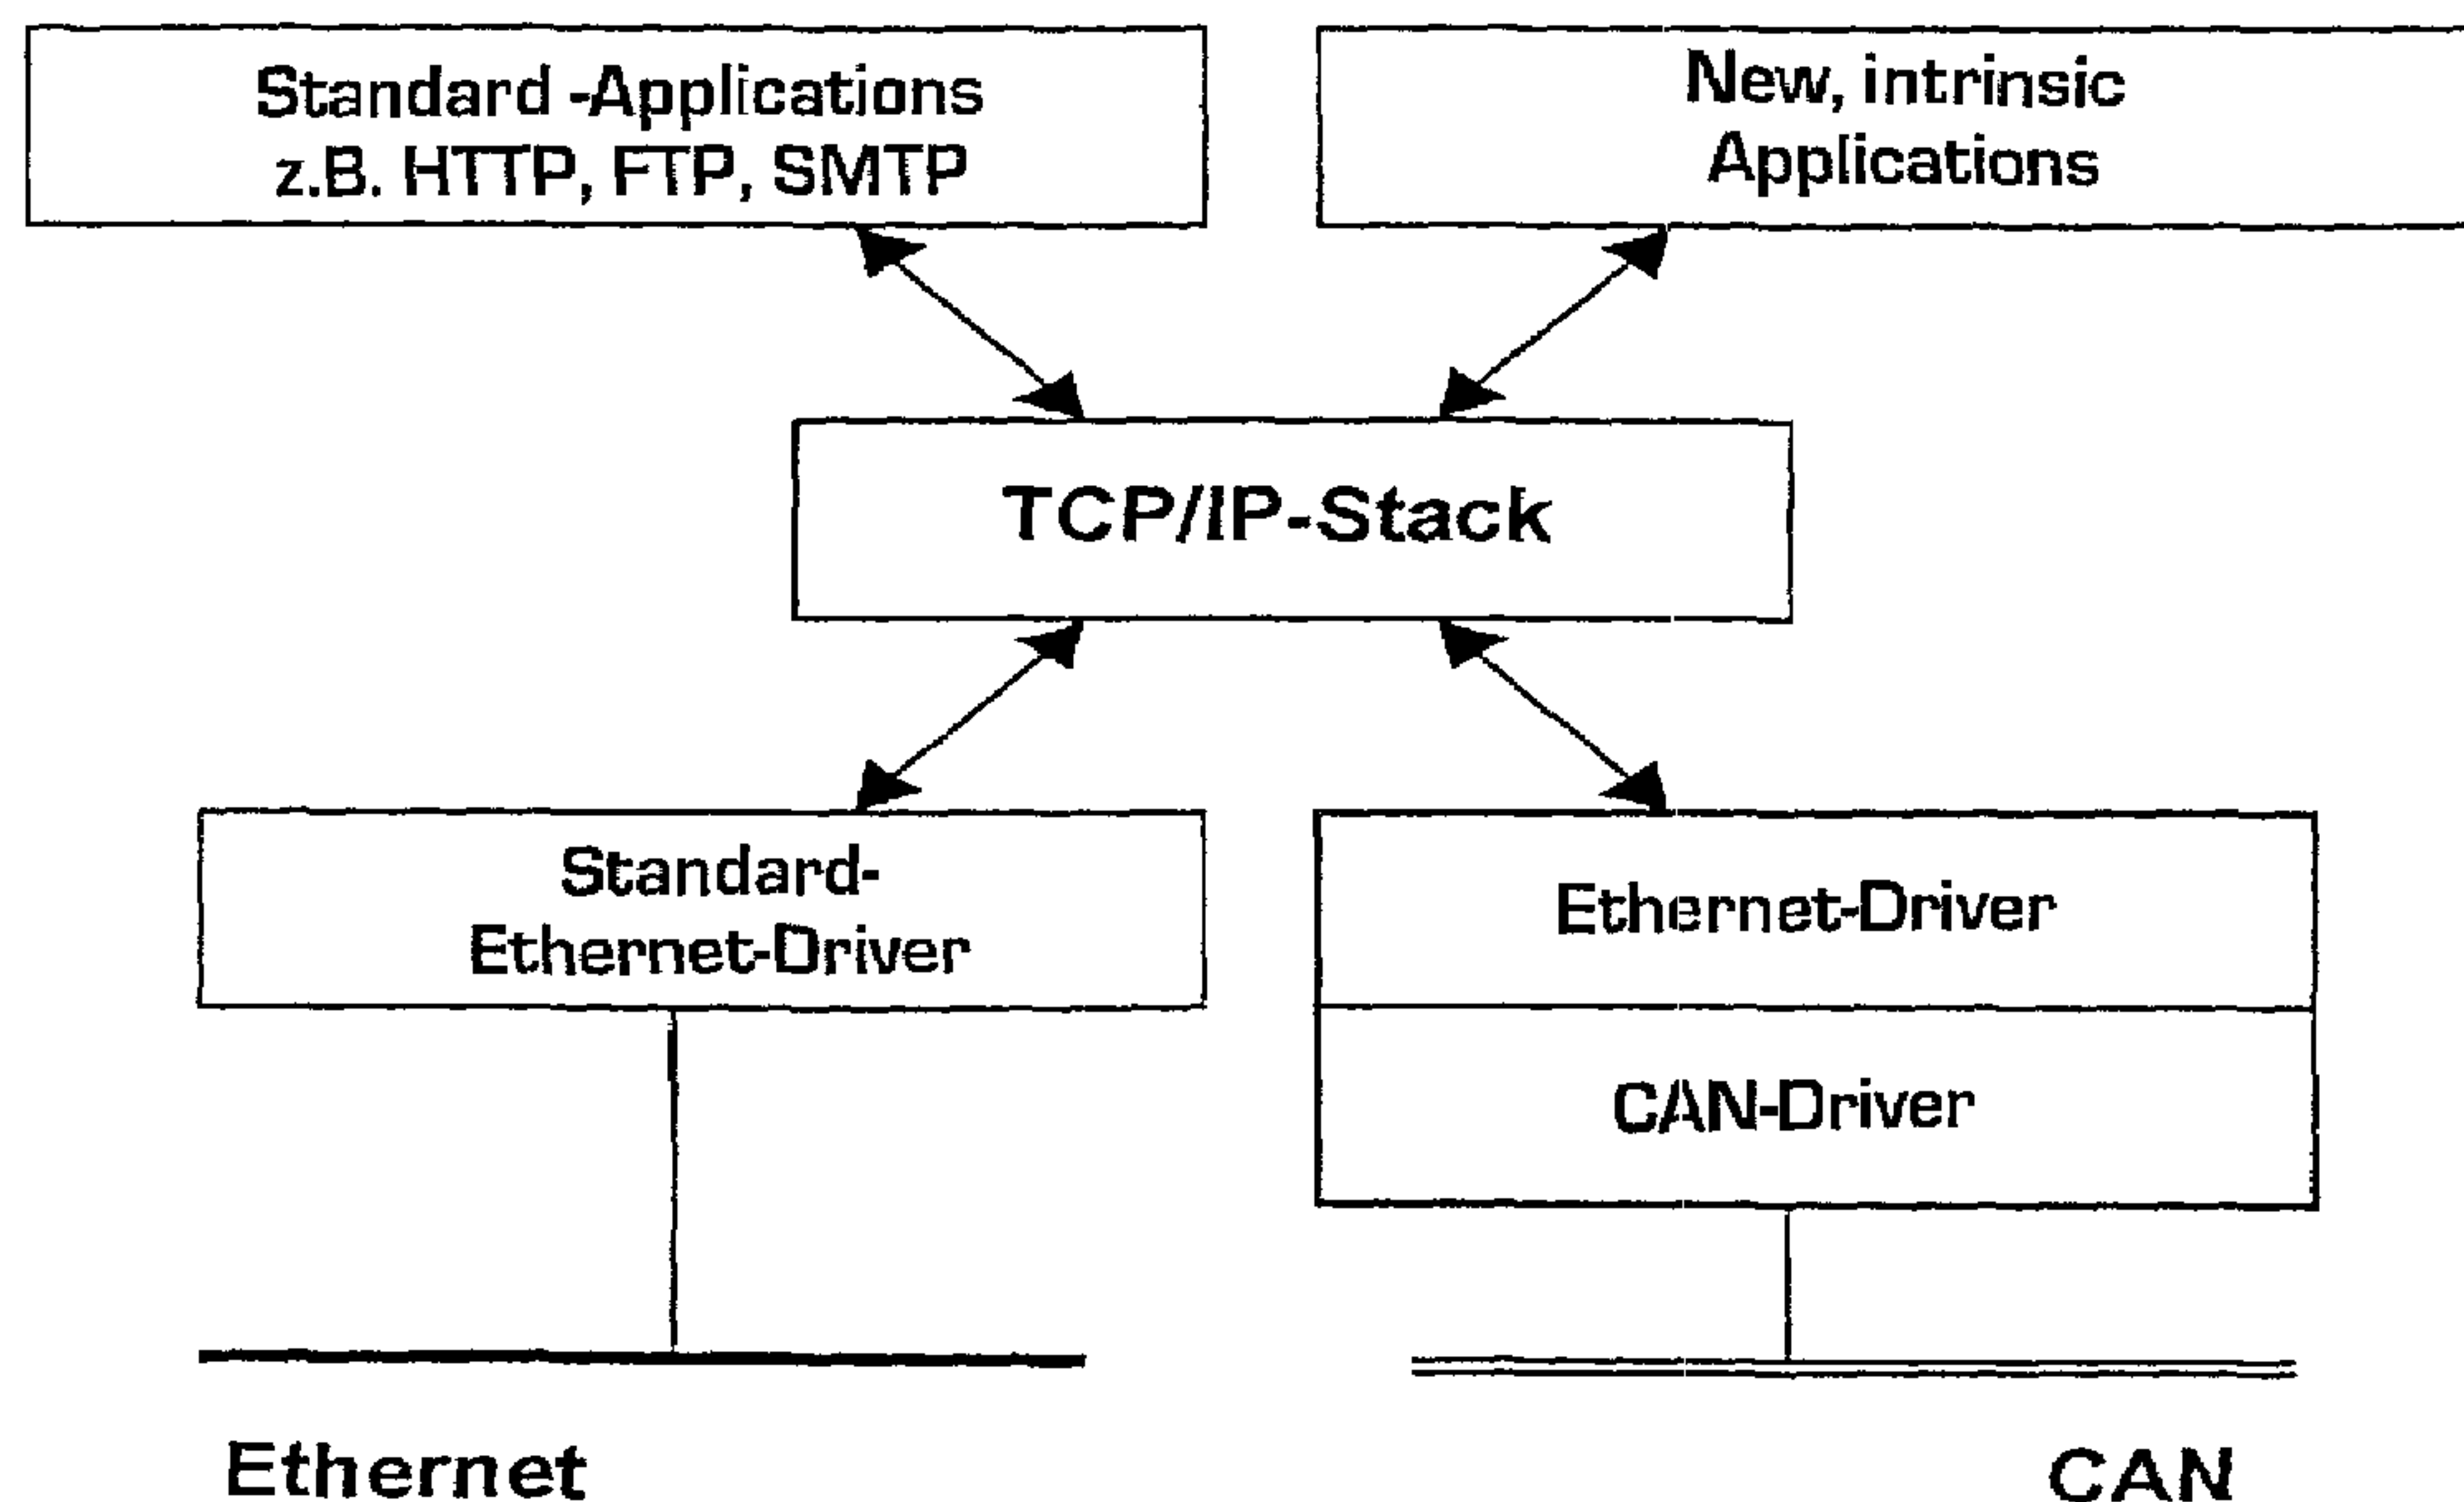 Standard -Applications
z.B. HTTP, FTP, SMTP
New, intrinsic
Applications
TCP/IP-Stack
Standard-
Ethernet-Driver
Ethernet-Driver
CAN-Driver
Ethernet
CAN